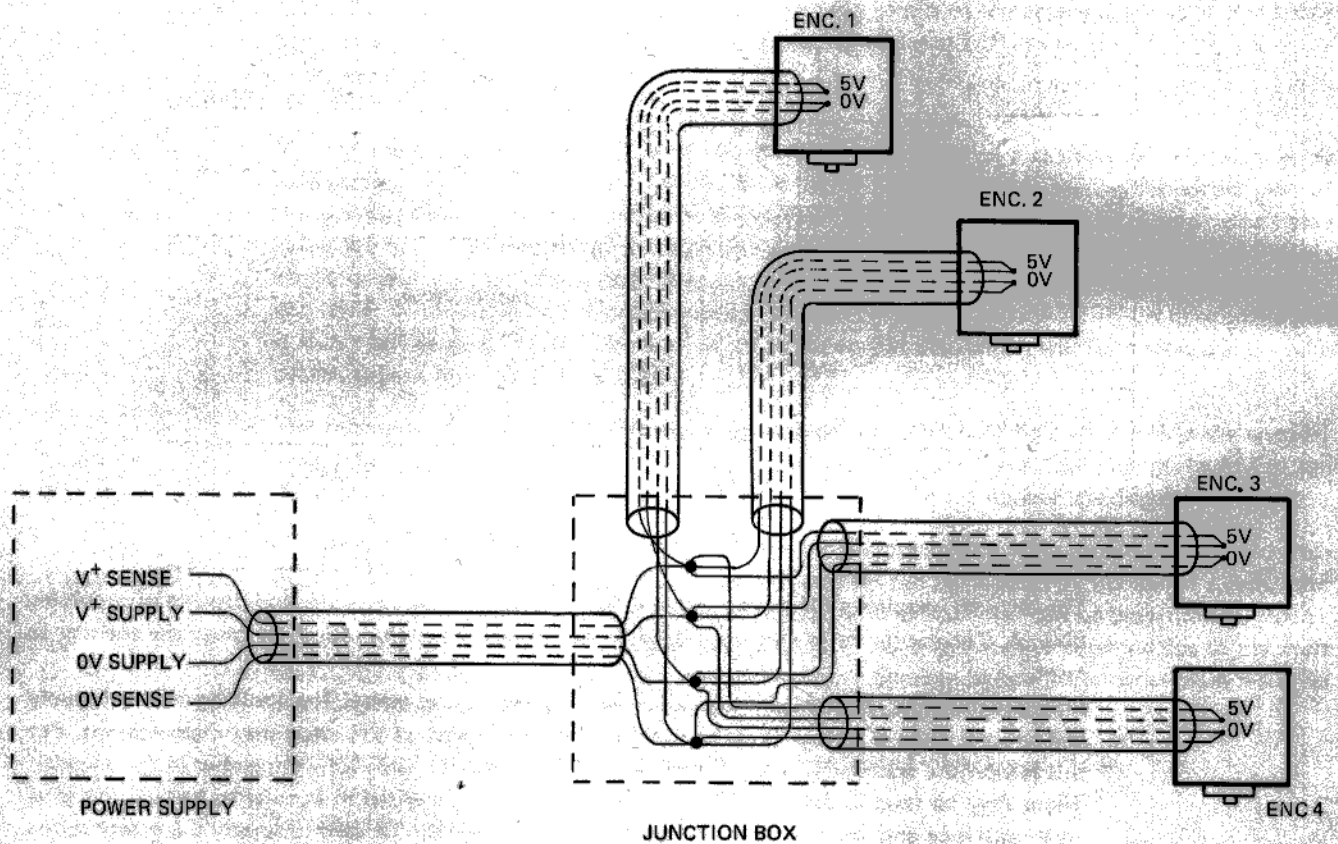 ENC. 1
5V
0V
ENC. 2
5V
0V
ENC. 3
5V
0V
V+ SENSE
V+ SUPPLY
0V SUPPLY
0V SENSE
5V
0V
ENC 4
POWER SUPPLY
JUNCTION BOX